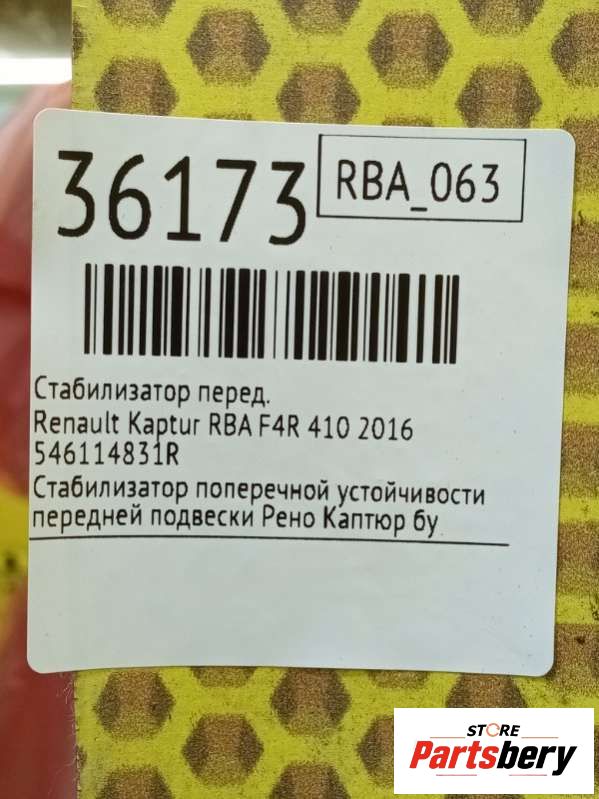 36173
RBA_063
Стабилизатор перед.
Renault Kaptur RBA F4R 410 2016
546114831R
Стабилизатор поперечной устойчивости
передней подвески Рено Каптюр бу
STORE
Partsbery